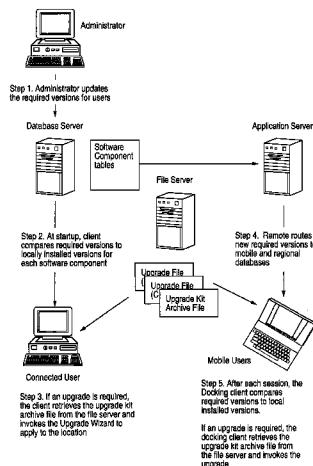 Administrator
Step 1. Administrator updates
the required versions for users
Database Server
Application Server
Software
Component
tables
File Server
Step 2. At startup, client
compares required versions to
locally installed versions for
each software component
Step 4. Remote routes
new required versions to
mobile and regional
databases
Upgrade File
Upgrade File
Upgrade Kit
Archive File
Connected User
Mobile Users
Step 3. If an upgrade is required,
the client retrieves the upgrade kit
archive file from the file server and
invokes the Upgrade Wizard to
apply to the location
Step 5. After each session, the
Docking client compares
required versions to local
installed versions.
If an upgrade is required, the
docking client retrieves the
upgrade kit archive file from
the file server and invokes the
upgrade